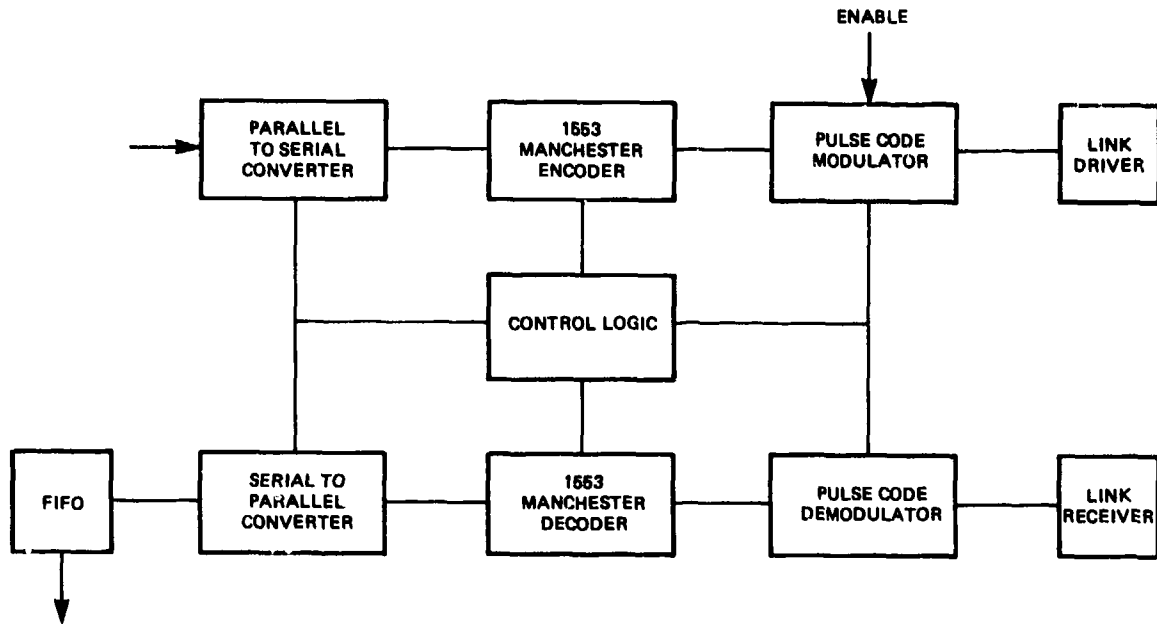 ENABLE
PARALLEL
TO SERIAL
CONVERTER
1553
MANCHESTER
ENCODER
PULSE CODE
MODULATOR
LINK
DRIVER
CONTROL LOGIC
FIFO
SERIAL TO
PARALLEL
CONVERTER
1553
MANCHESTER
DECODER
PULSE CODE
DEMODULATOR
LINK
RECEIVER